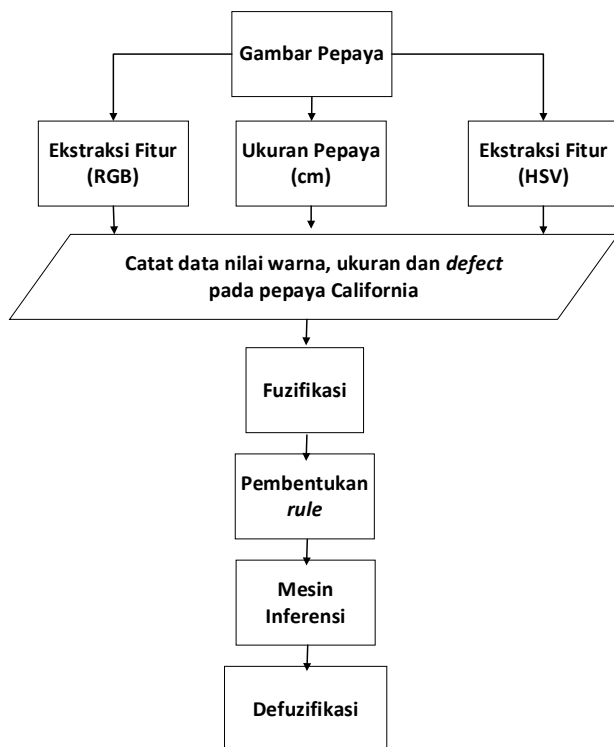 Gambar Pepaya
Ekstraksi Fitur
(RGB)
Ukuran Pepaya
(cm)
Ekstraksi Fitur
(HSV)
Catat data nilai warna, ukuran dan defect
pada pepaya California
Fuzifikasi
Pembentukan
rule
Mesin
Inferensi
Defuzifikasi